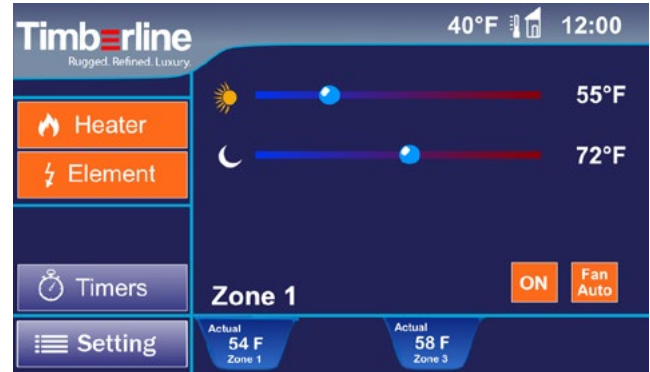 Timberline
Rugged. Refined. Luxury.
40°F 12:00
55°F
Heater
72°F
Element
Timers
Zone 1
ON
Fan
Auto
Setting
Actual
54 F
Zone 1
Actual
58 F
Zone 3